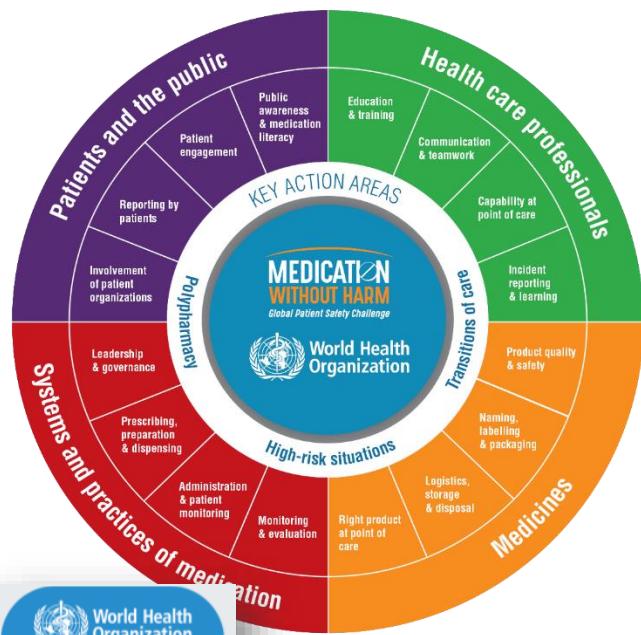 Patients and the public
Public
awareness
& medication
literacy
Patient
engagement
Reporting by
patients
Involvement
of patient
organizations
Health care professionals
Education
& training
Communication
& teamwork
Capability at
point of care
Incident
reporting
& learning
KEY ACTION AREAS
Polypharmacy
Transitions of care
High-risk situations
MEDICATION
WITHOUT HARM
Global Patient Safety Challenge
World Health
Organization
Systems and practices of medication
Leadership
& governance
Prescribing,
preparation
& dispensing
Administration
& patient
monitoring
Monitoring
& evaluation
Medicines
Product quality
& safety
Naming,
labelling
& packaging
Logistics,
storage
& disposal
Right product
at point of
care
World Health
Organization